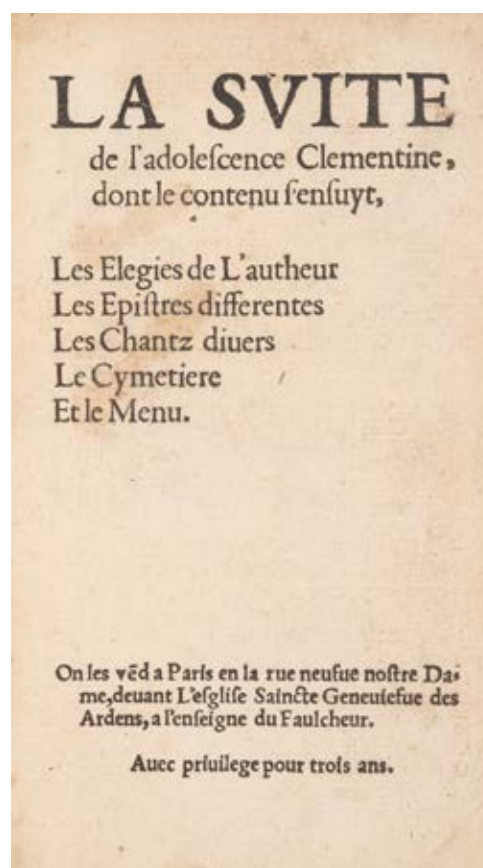 LA SVITE
de l'adoleſcence Clementine,
dont le contenu ſ'enſuyt,
Les Elegies de L'autheur
Les Epiſtres differentes
Les Chantz diuers
Le Cymetiere
Et le Menu.
On les vẽd a Paris en la rue neufue noſtre Da-
me, deuant L'eſgliſe Saincte Geneuiefue des
Ardens, a l'enſeigne du Faulcheur.
Auec priuilege pour trois ans.